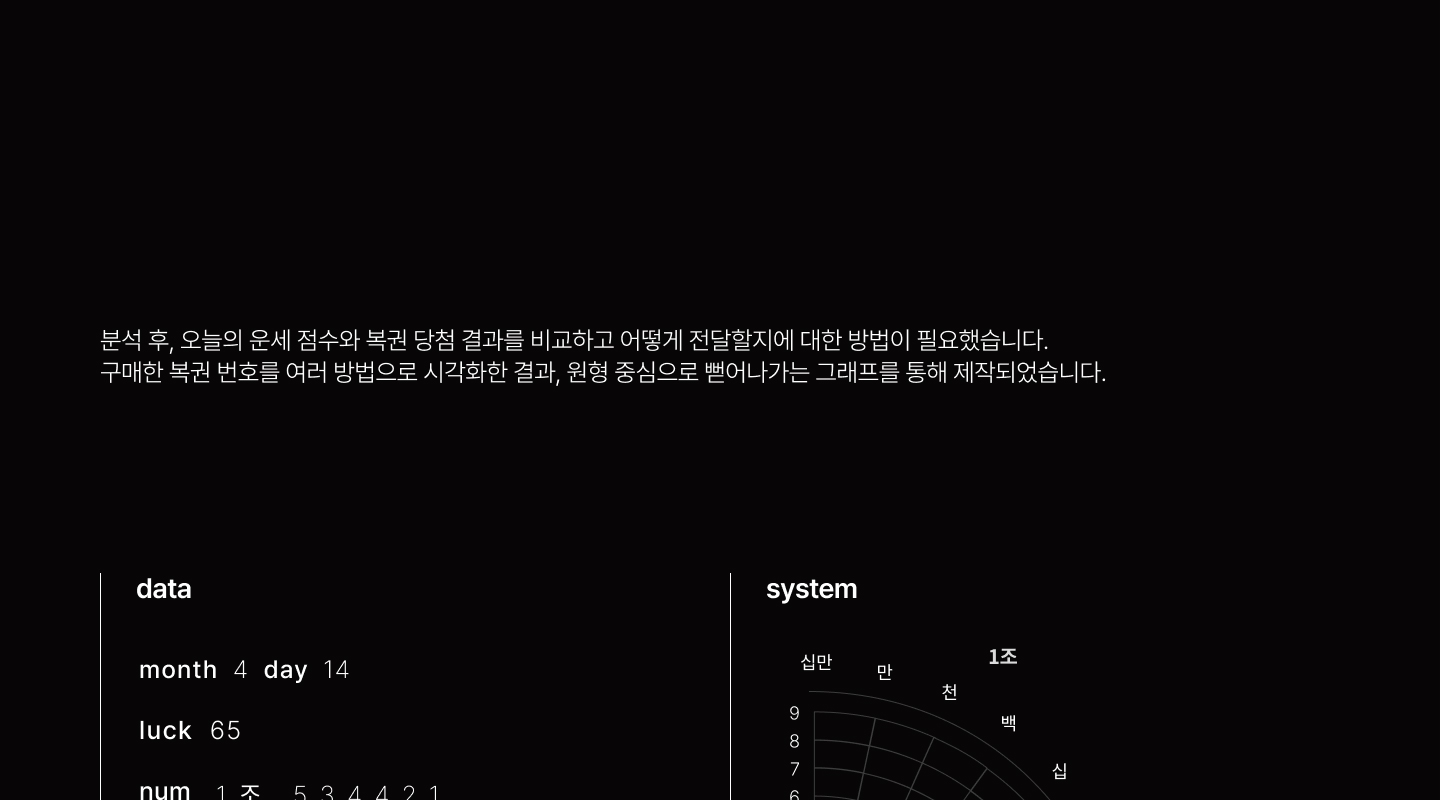 분석 후, 오늘의 운세 점수와 복권 당첨 결과를 비교하고 어떻게 전달할지에 대한 방법이 필요했습니다.
구매한 복권 번호를 여러 방법으로 시각화한 결과, 원형 중심으로 뻗어나가는 그래프를 통해 제작되었습니다.
data
month 4 day 14
luck 65
num 1 조 5 3 4 4 2 1
system
십만 만 천 백 십
1조
9
8
7
6